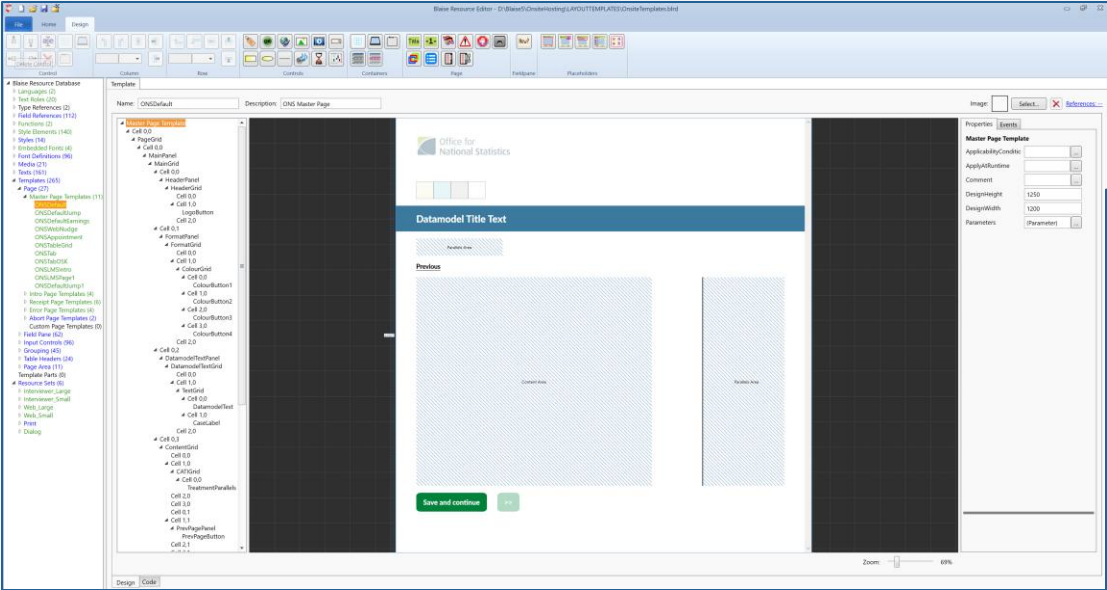 Blaise Resource Editor - D:\Blaise5\OnsiteHosting\LAYOUTTEMPLATES\OnsiteTemplates.blrd
File Home Design
Title <1>
Control Column Row Controls Containers Page Fieldpane Placeholders
Blaise Resource Database
Languages (2)
Text Roles (20)
Type References (2)
Field References (112)
Functions (2)
Style Elements (140)
Styles (14)
Embedded Fonts (4)
Font Definitions (96)
Media (21)
Texts (161)
Templates (265)
Page (27)
Master Page Templates (11)
ONSDefault
ONSDefaultJump
ONSDefaultEarnings
ONSWebNudge
ONSAppointment
ONSTableGrid
ONSTab
ONSTabOSK
ONSLMSIntro
ONSLMSPage1
ONSDefaultJump1
Intro Page Templates (4)
Receipt Page Templates (6)
Error Page Templates (4)
Abort Page Templates (2)
Custom Page Templates (0)
Field Pane (62)
Input Controls (96)
Grouping (45)
Table Headers (24)
Page Area (11)
Template Parts (0)
Resource Sets (6)
Interviewer_Large
Interviewer_Small
Web_Large
Web_Small
Print
Dialog
Template
Name: ONSDefault Description: ONS Master Page Image: Select... References: --
Master Page Template
Cell 0,0
PageGrid
Cell 0,0
MainPanel
MainGrid
Cell 0,0
HeaderPanel
HeaderGrid
Cell 0,0
Cell 1,0
LogoButton
Cell 2,0
Cell 0,1
FormatPanel
FormatGrid
Cell 0,0
Cell 1,0
ColourGrid
Cell 0,0
ColourButton1
Cell 1,0
ColourButton2
Cell 2,0
ColourButton3
Cell 3,0
ColourButton4
Cell 2,0
Cell 0,2
DatamodelTextPanel
DatamodelTextGrid
Cell 0,0
Cell 1,0
TextGrid
Cell 0,0
DatamodelText
Cell 1,0
CaseLabel
Cell 2,0
Cell 0,3
ContentGrid
Cell 0,0
Cell 1,0
CATIGrid
Cell 0,0
TreatmentParallels
Cell 2,0
Cell 3,0
Cell 0,1
Cell 1,1
PrevPagePanel
PrevPageButton
Cell 2,1
Office for
National Statistics
Datamodel Title Text
Parallels Area
Previous
Content Area
Parallels Area
Save and continue
Properties Events
Master Page Template
ApplicabilityConditic ...
ApplyAtRuntime ...
Comment ...
DesignHeight 1250
DesignWidth 1200
Parameters (Parameter) ...
Zoom: 69%
Design Code